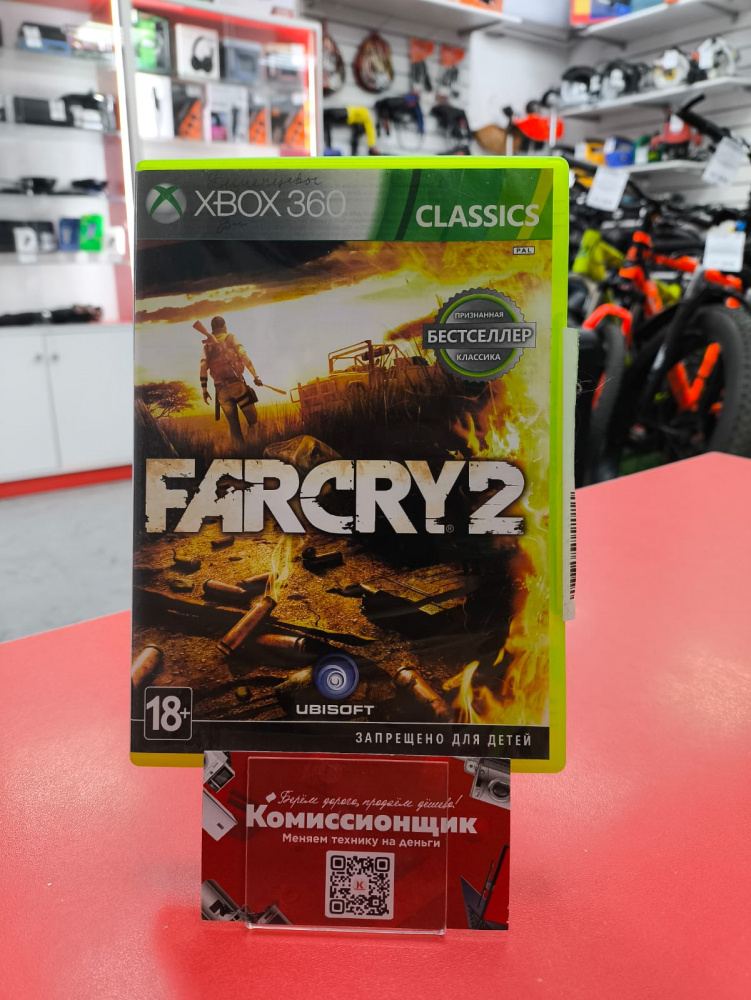 XBOX 360
CLASSICS
PAL
ПРИЗНАННАЯ
БЕСТСЕЛЛЕР
КЛАССИКА
FARCRY2
®
UBISOFT
18+
ЗАПРЕЩЕНО ДЛЯ ДЕТЕЙ
Берём дорого, продаём дёшево!
Комиссионщик
Меняем технику на деньги
К